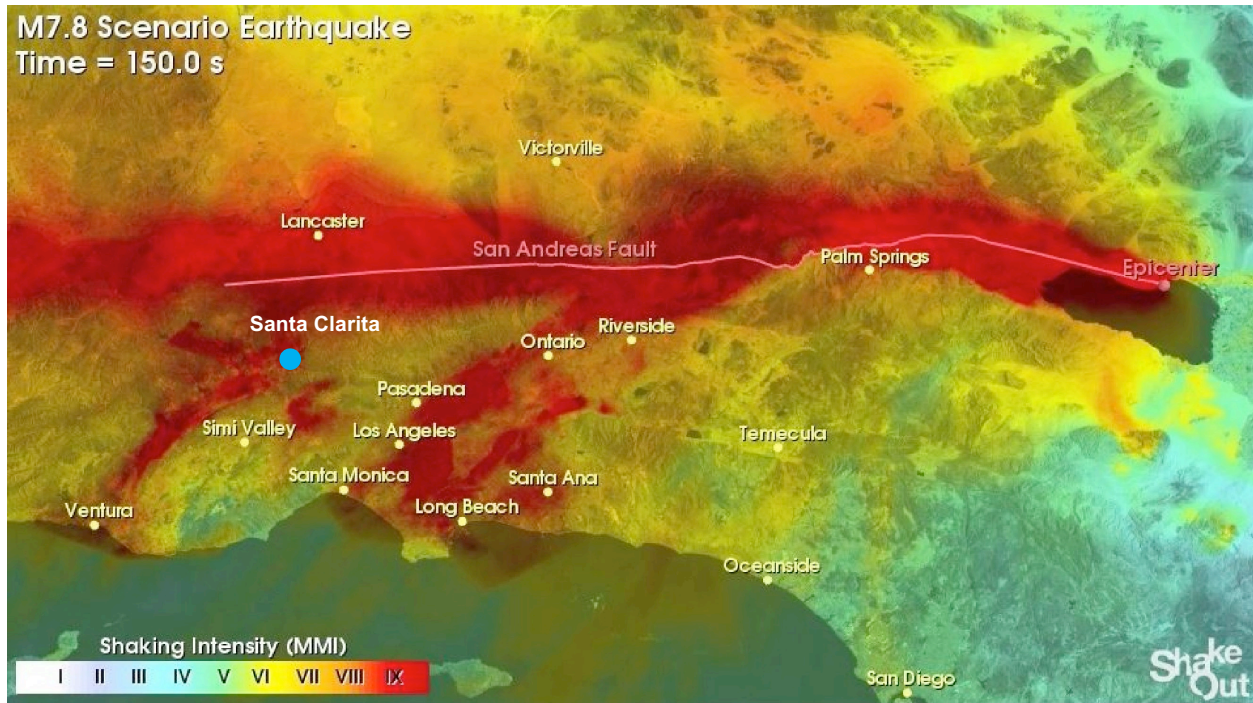 M7.8 Scenario Earthquake
Time = 150.0 s
Victorville
Lancaster
San Andreas Fault
Palm Springs
Epicenter
Santa Clarita
Riverside
Ontario
Pasadena
Simi Valley
Los Angeles
Temecula
Santa Monica
Santa Ana
Ventura
Long Beach
Oceanside
Shaking Intensity (MMI)
I II III IV V VI VII VIII IX
San Diego
Shake
Out